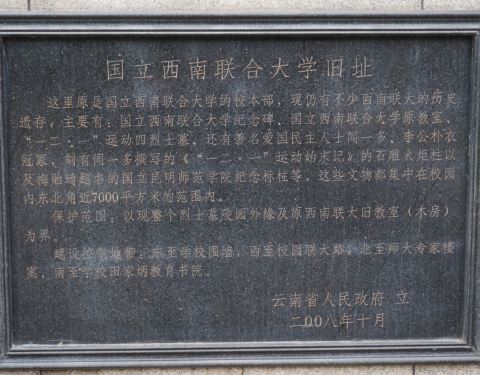 国立西南联合大学旧址
这里原是国立西南联合大学的校本部，现仍有不少西南联大的历史
遗存，主要有：国立西南联合大学纪念碑、国立西南联合大学原教室、
“一二·一”运动四烈士墓，还有著名爱国民主人士闻一多、李公朴衣
冠冢，刻有闻一多撰写的《“一二·一”运动始末记》的石雕火炬柱以
及梅贻琦题名的国立昆明师范学院纪念标柱等，这些文物都集中在校园
内东北角近7000平方米的范围内。
保护范围：以现整个烈士墓陵园外缘及原西南联大旧教室（本房）
为界。
建设控制地带：东至学校围墙，西至校园联大路，北至师大专家楼
寓，南至学校田家炳教育书院。
云南省人民政府 立
二〇〇八年十月